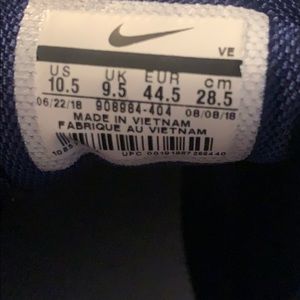 VE
US UK EUR cm
10.5 9.5 44.5 28.5
06/22/18 908984-404 08/08/18
MADE IN VIETNAM
FABRIQUE AU VIETNAM